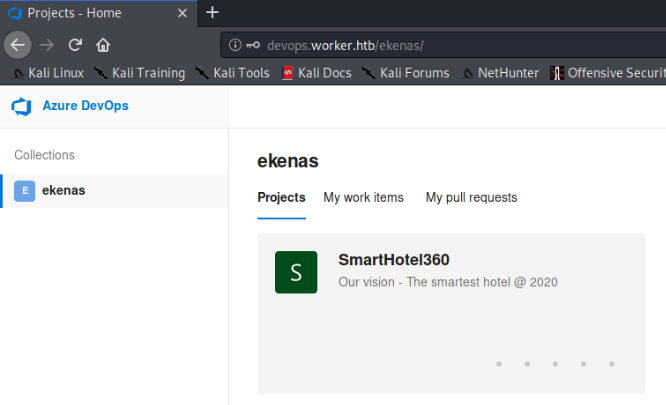 Projects - Home
devops.worker.htb/ekenas/
Kali Linux Kali Training Kali Tools Kali Docs Kali Forums NetHunter Offensive Securit
Azure DevOps
Collections
E ekenas
ekenas
Projects My work items My pull requests
S
SmartHotel360
Our vision - The smartest hotel @ 2020